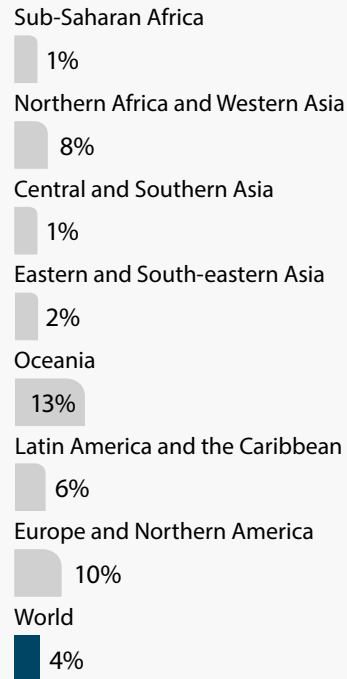 Sub-Saharan Africa
1%
Northern Africa and Western Asia
8%
Central and Southern Asia
1%
Eastern and South-eastern Asia
2%
Oceania
13%
Latin America and the Caribbean
6%
Europe and Northern America
10%
World
4%